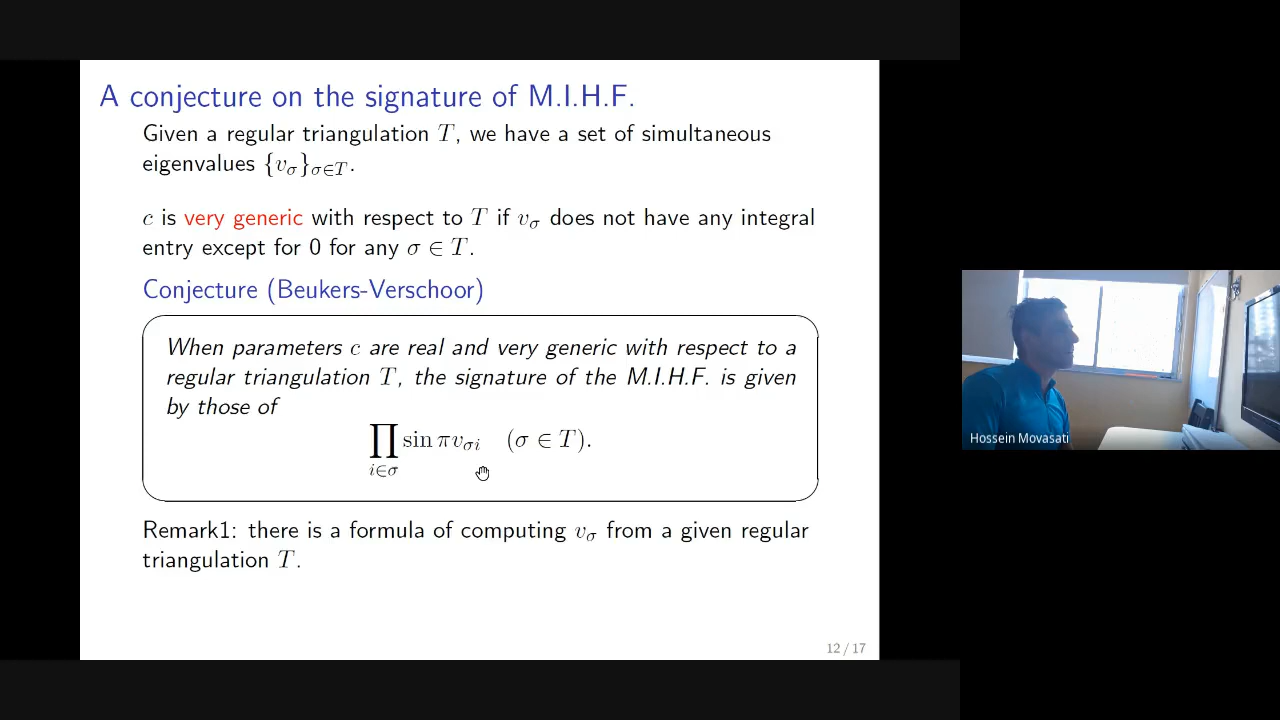 A conjecture on the signature of M.I.H.F.
Given a regular triangulation T, we have a set of simultaneous
eigenvalues {v_σ}_{σ∈T}.
c is very generic with respect to T if v_σ does not have any integral
entry except for 0 for any σ ∈ T.
Conjecture (Beukers-Verschoor)
When parameters c are real and very generic with respect to a
regular triangulation T, the signature of the M.I.H.F. is given
by those of
∏_{i∈σ} sin πv_{σi} (σ ∈ T).
Remark1: there is a formula of computing v_σ from a given regular
triangulation T.
12 / 17
Hossein Movasati